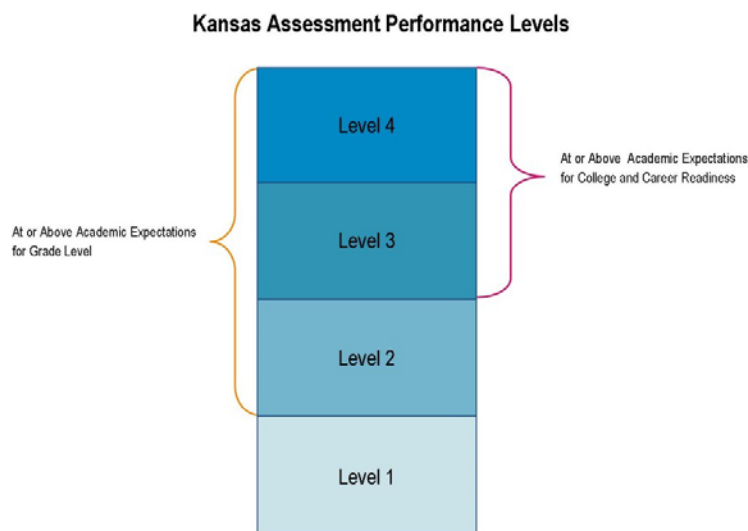 Kansas Assessment Performance Levels
Level 4
At or Above Academic Expectations
for College and Career Readiness
Level 3
At or Above Academic Expectations
for Grade Level
Level 2
Level 1